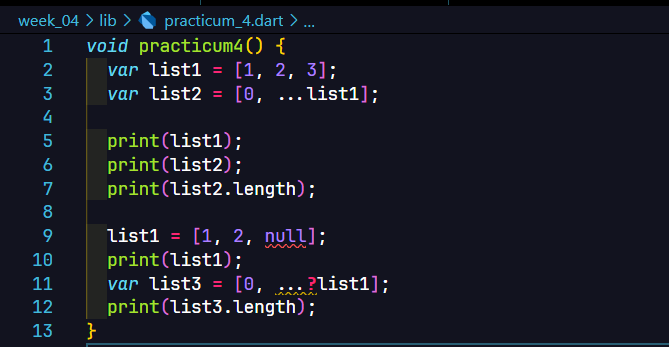 week_04 > lib > practicum_4.dart > ...
1 void practicum4() {
2   var list1 = [1, 2, 3];
3   var list2 = [0, ...list1];
4
5   print(list1);
6   print(list2);
7   print(list2.length);
8
9   list1 = [1, 2, null];
10   print(list1);
11   var list3 = [0, ...?list1];
12   print(list3.length);
13 }